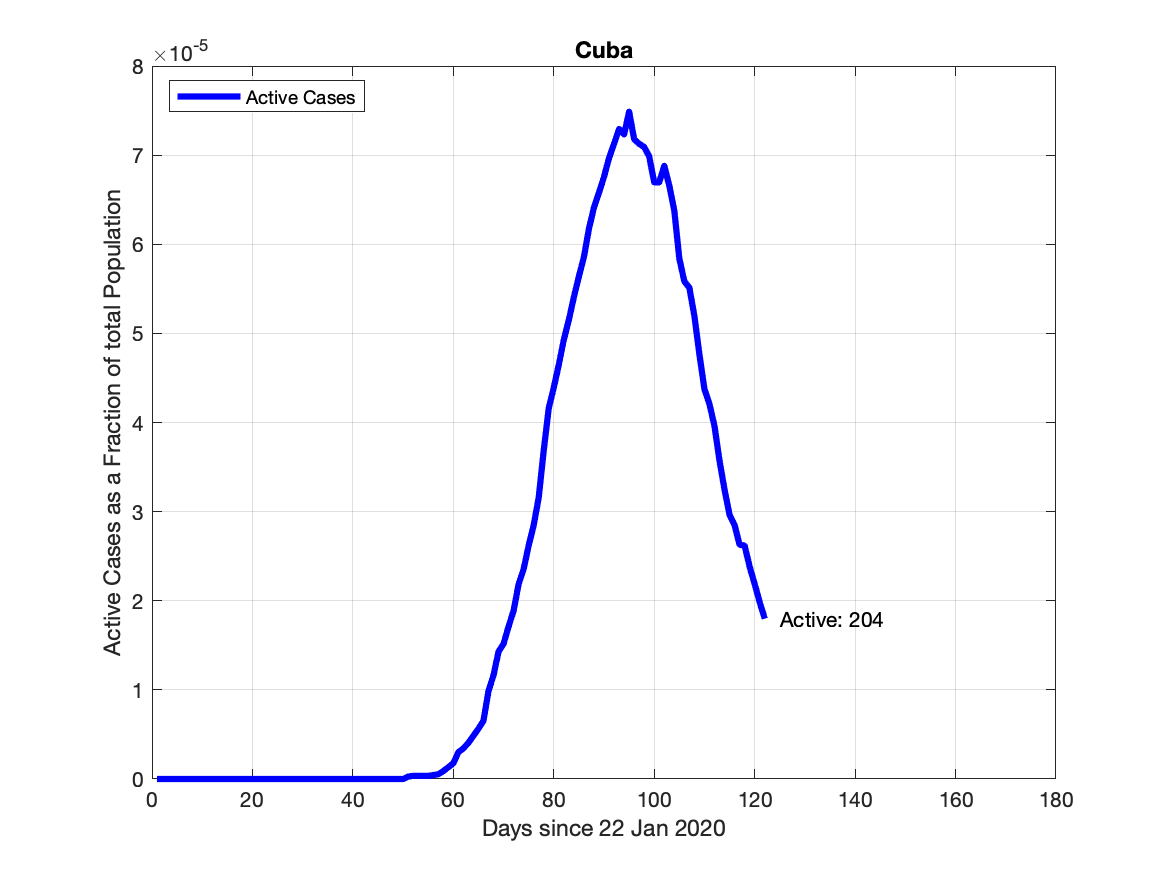 Cuba
×10-5
8
7
6
5
4
3
2
1
0
Active Cases
Active Cases as a Fraction of total Population
Active: 204
0 20 40 60 80 100 120 140 160 180
Days since 22 Jan 2020